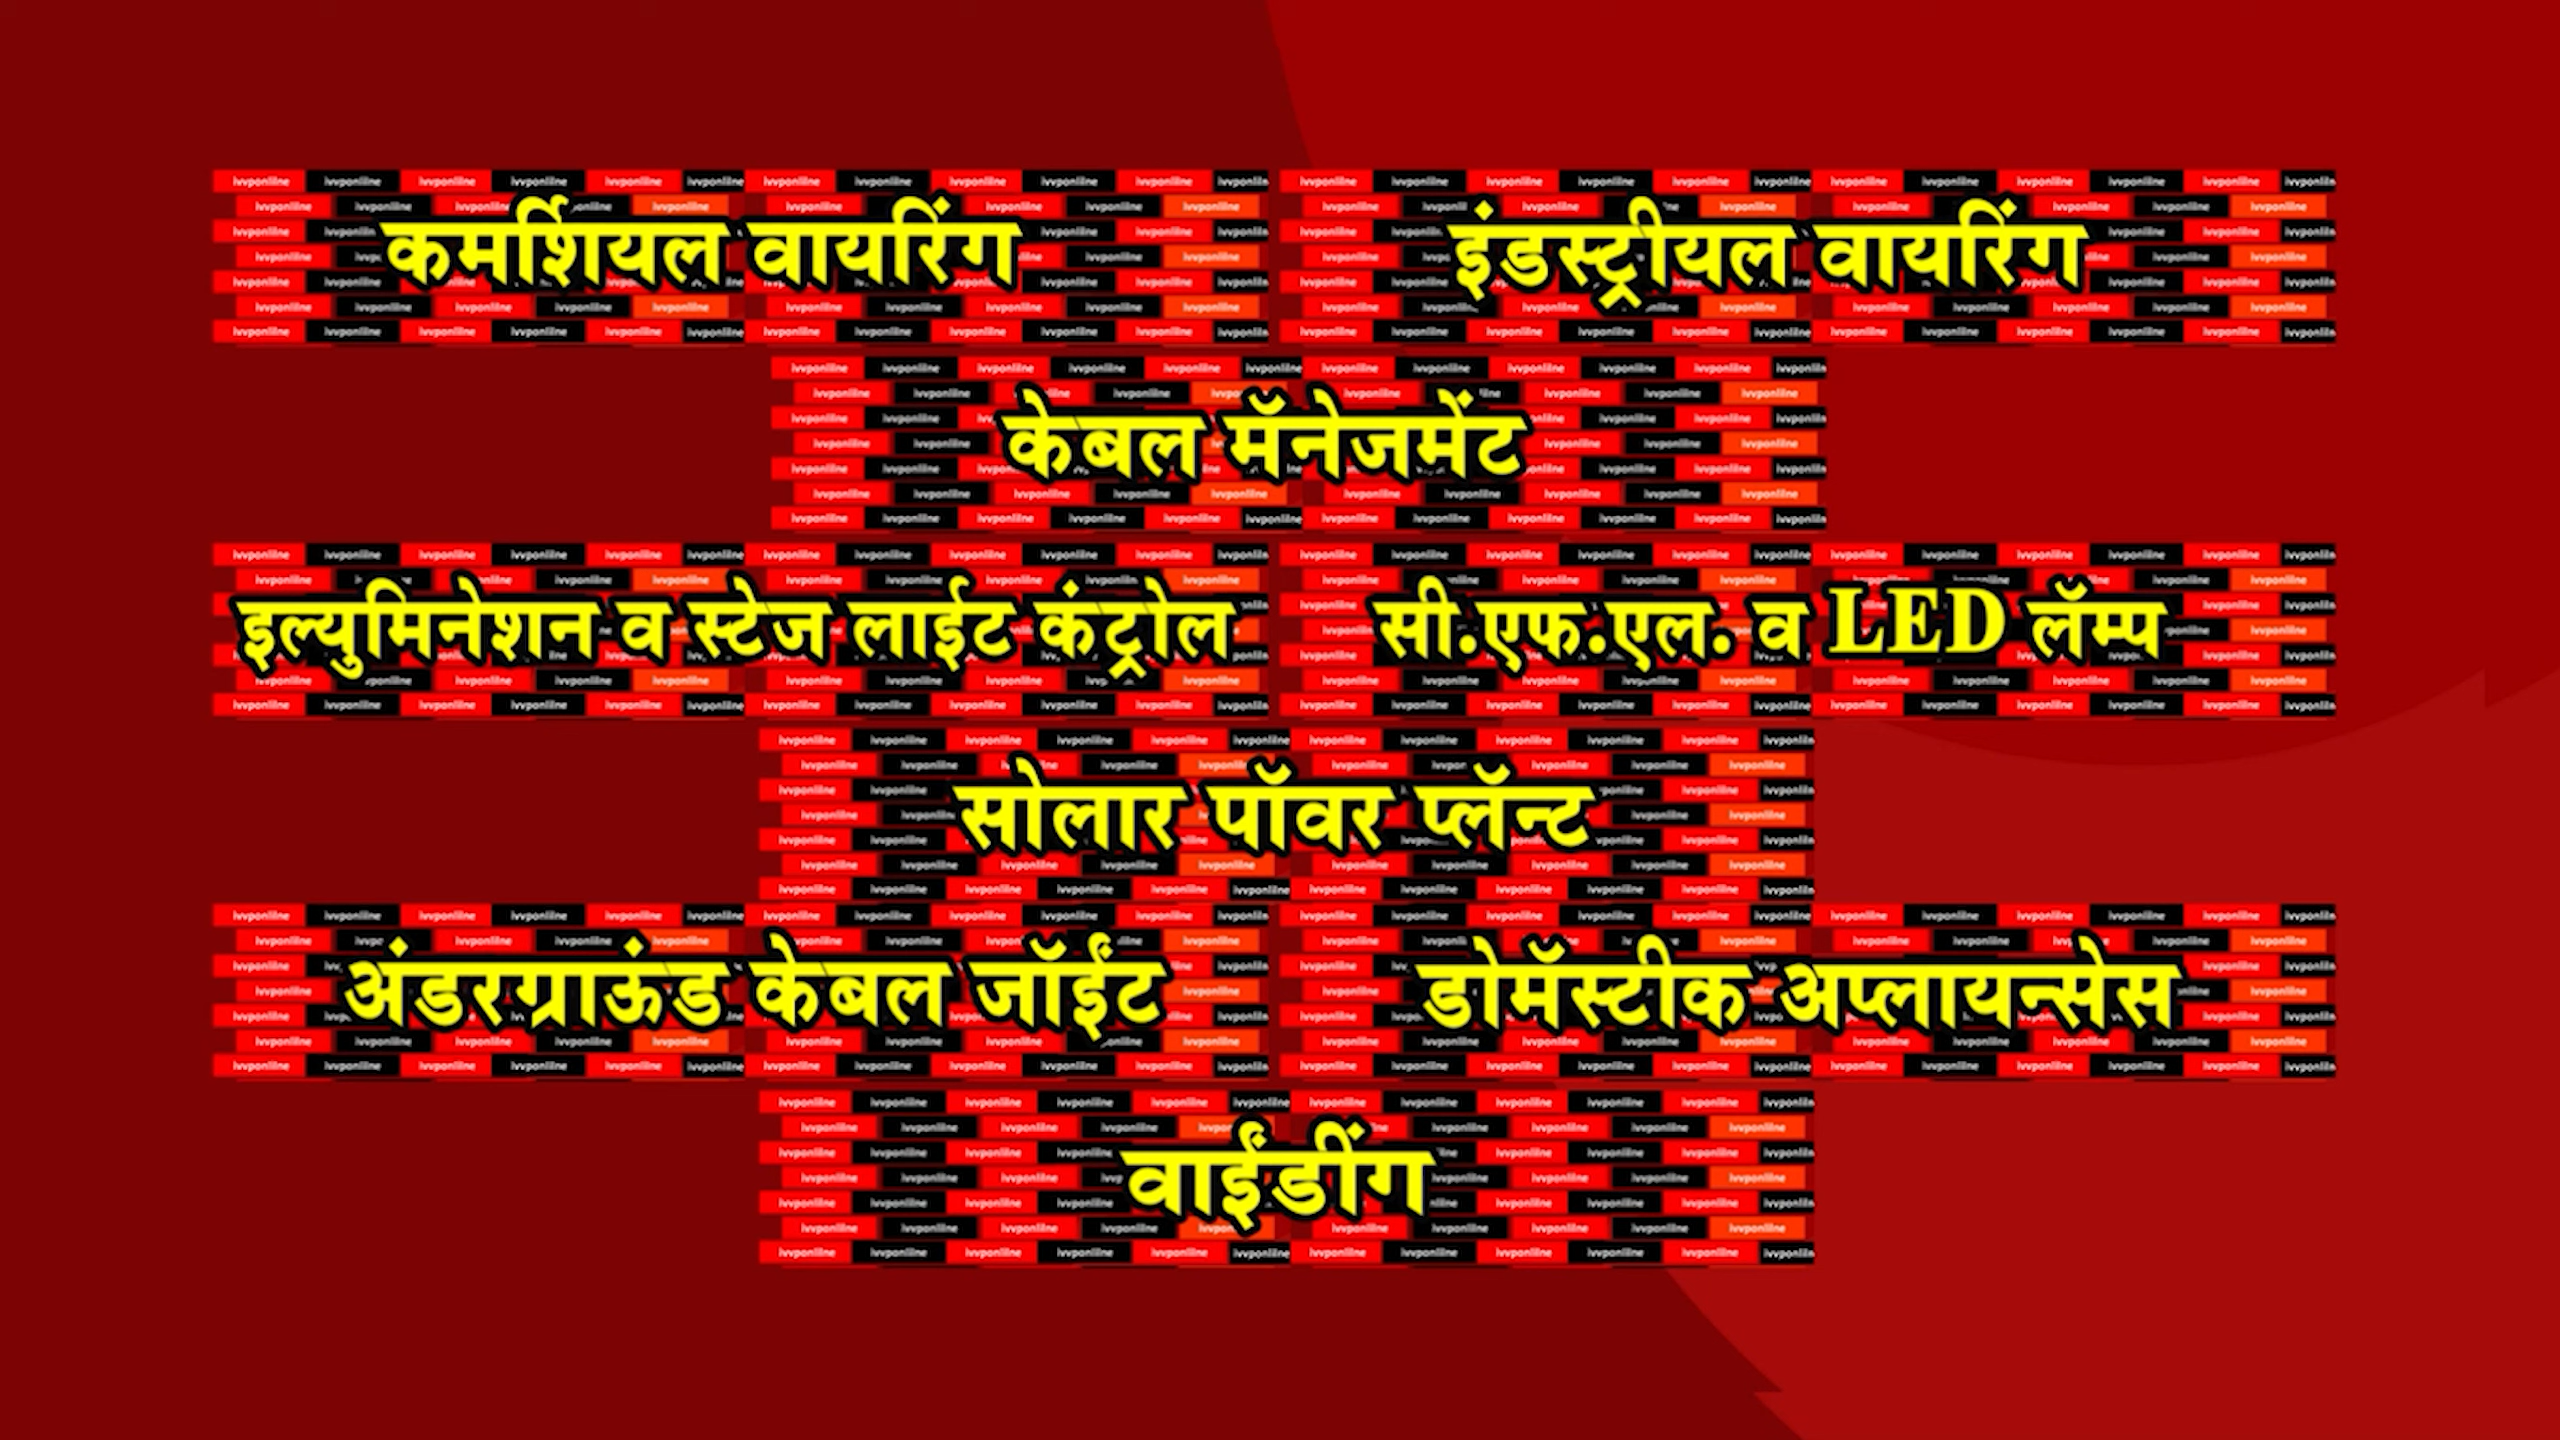 कमर्शियल वायरिंग
इंडस्ट्रीयल वायरिंग
केबल मॅनेजमेंट
इल्युमिनेशन व स्टेज लाईट कंट्रोल
सी.एफ.एल. व LED लॅम्प
सोलार पॉवर प्लॅन्ट
अंडरग्राऊंड केबल जॉईंट
डोमॅस्टीक अप्लायन्सेस
वाईंडींग